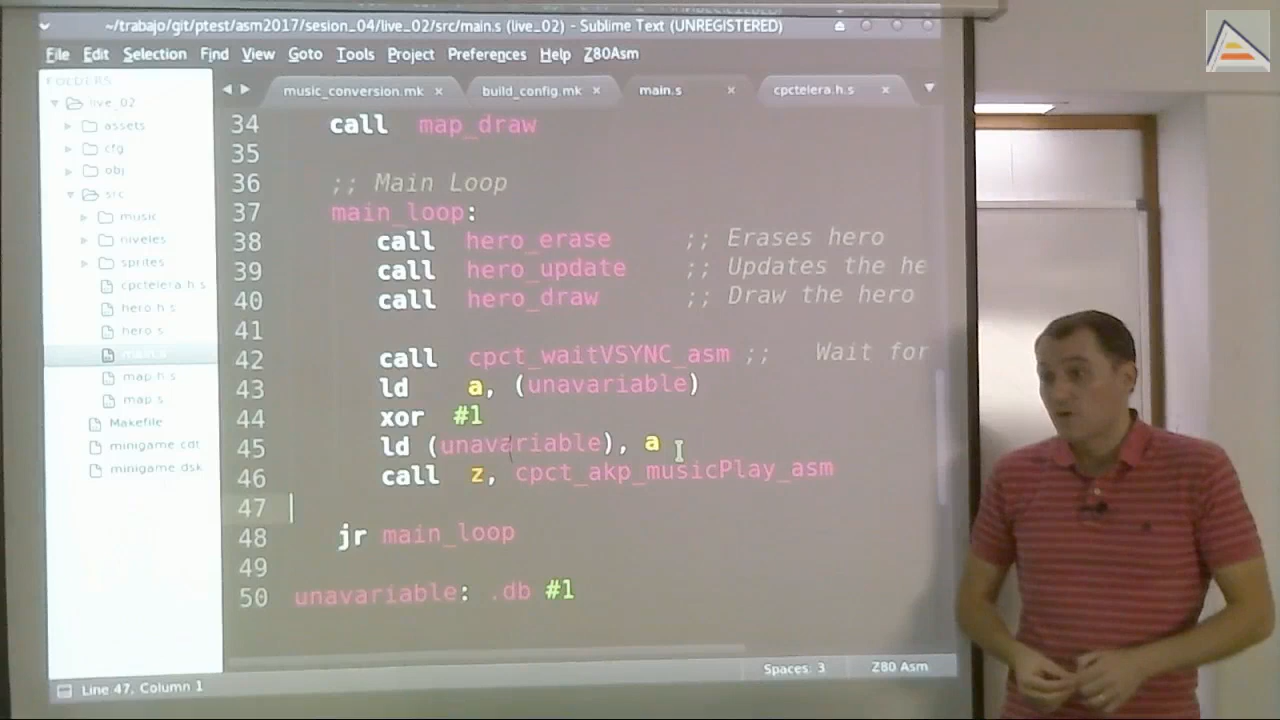 ~/trabajo/git/ptest/asm2017/sesion_04/live_02/src/main.s (live_02) - Sublime Text (UNREGISTERED)
File Edit Selection Find View Goto Tools Project Preferences Help Z80Asm
FOLDERS
live_02
assets
cfg
obj
src
music
niveles
sprites
cpctelera.h.s
hero.h.s
hero.s
main.s
map.h.s
map.s
Makefile
minigame.cdt
minigame.dsk
music_conversion.mk × build_config.mk × main.s × cpctelera.h.s ×
34 call map_draw
35
36 ;; Main Loop
37 main_loop:
38 call hero_erase ;; Erases hero
39 call hero_update ;; Updates the he
40 call hero_draw ;; Draw the hero
41
42 call cpct_waitVSYNC_asm ;; Wait for
43 ld a, (unavariable)
44 xor #1
45 ld (unavariable), a
46 call z, cpct_akp_musicPlay_asm
47
48 jr main_loop
49
50 unavariable: .db #1
Line 47, Column 1 Spaces: 3 Z80 Asm